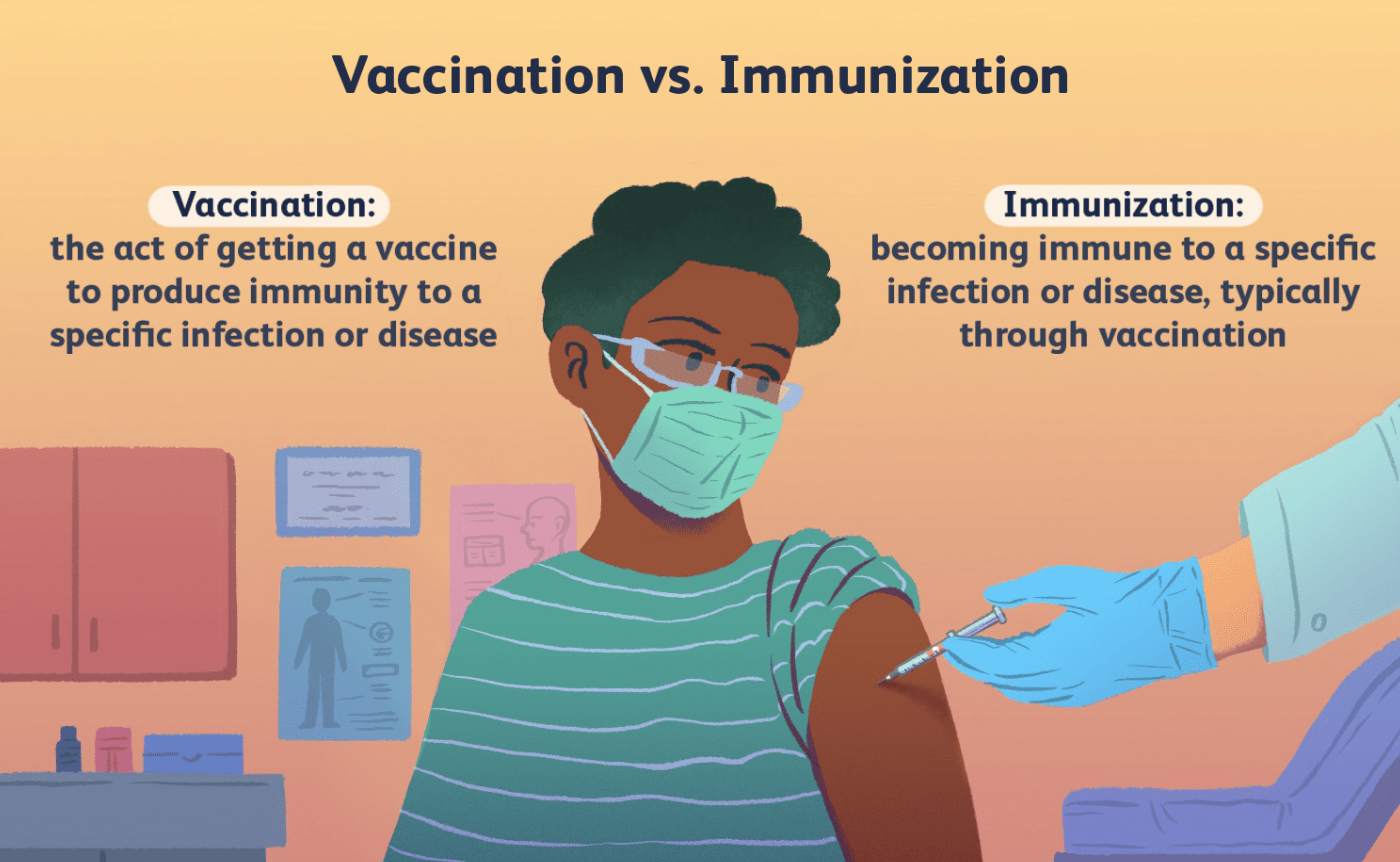 Vaccination vs. Immunization
Vaccination:
the act of getting a vaccine
to produce immunity to a
specific infection or disease
Immunization:
becoming immune to a specific
infection or disease, typically
through vaccination